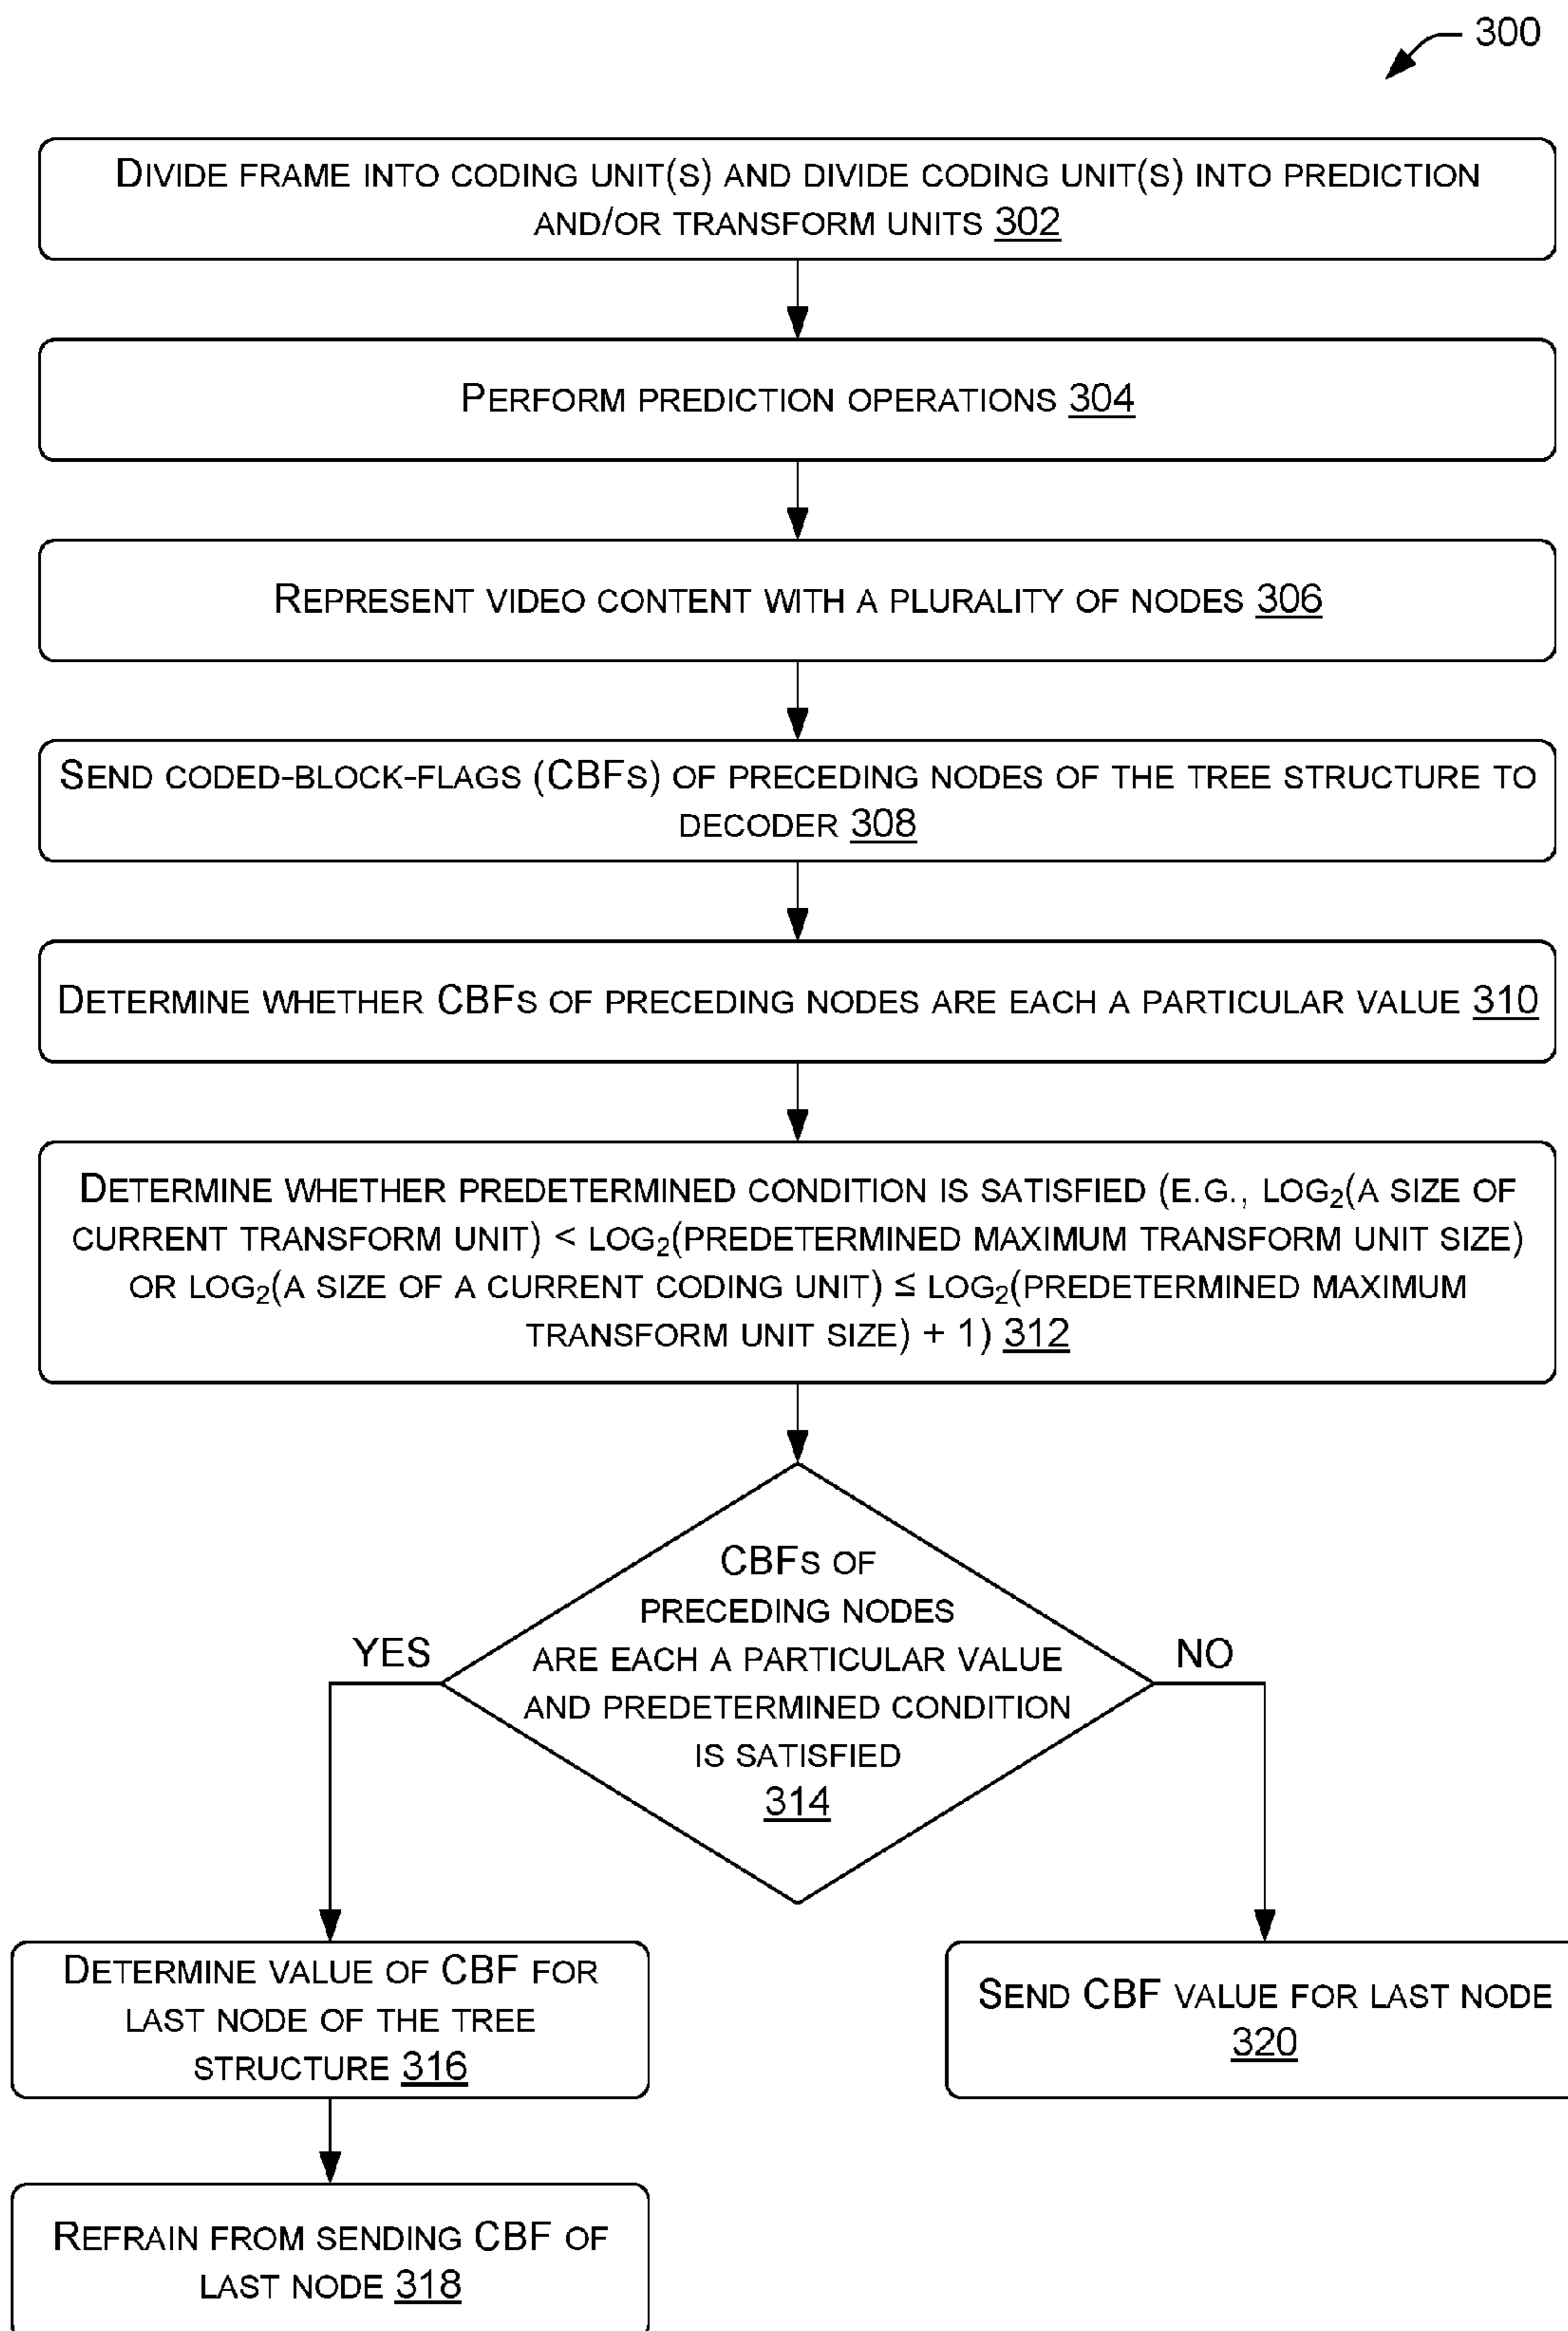 300
DIVIDE FRAME INTO CODING UNIT(S) AND DIVIDE CODING UNIT(S) INTO PREDICTION
AND/OR TRANSFORM UNITS 302
PERFORM PREDICTION OPERATIONS 304
REPRESENT VIDEO CONTENT WITH A PLURALITY OF NODES 306
SEND CODED-BLOCK-FLAGS (CBFS) OF PRECEDING NODES OF THE TREE STRUCTURE TO
DECODER 308
DETERMINE WHETHER CBFS OF PRECEDING NODES ARE EACH A PARTICULAR VALUE 310
DETERMINE WHETHER PREDETERMINED CONDITION IS SATISFIED (E.G., LOG₂(A SIZE OF
CURRENT TRANSFORM UNIT) < LOG₂(PREDETERMINED MAXIMUM TRANSFORM UNIT SIZE)
OR LOG₂(A SIZE OF A CURRENT CODING UNIT) ≤ LOG₂(PREDETERMINED MAXIMUM
TRANSFORM UNIT SIZE) + 1) 312
CBFS OF
PRECEDING NODES
ARE EACH A PARTICULAR VALUE
AND PREDETERMINED CONDITION
IS SATISFIED
314
YES
NO
DETERMINE VALUE OF CBF FOR
LAST NODE OF THE TREE
STRUCTURE 316
SEND CBF VALUE FOR LAST NODE
320
REFRAIN FROM SENDING CBF OF
LAST NODE 318